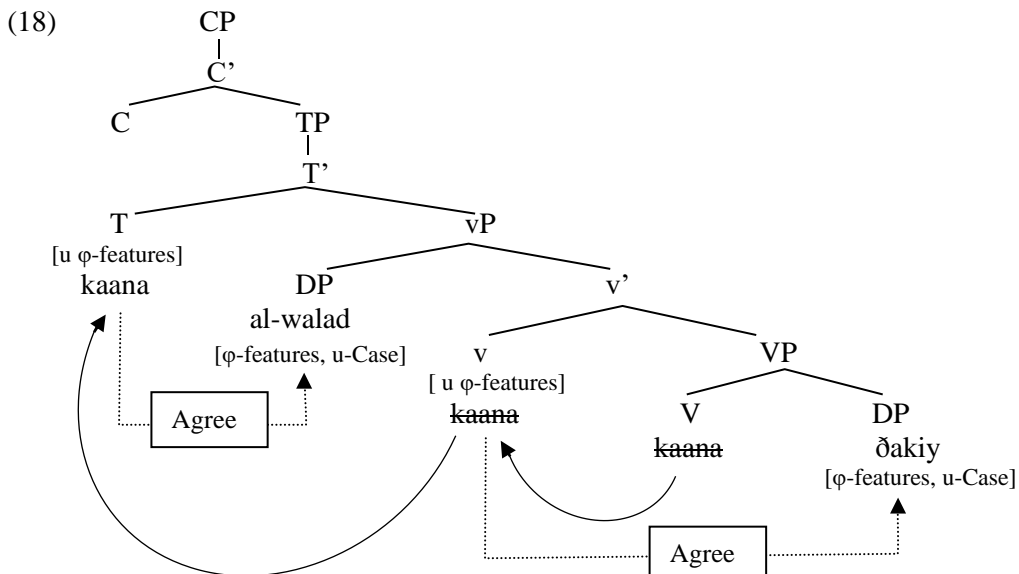 (18)
CP
C’
C TP
T’
T vP
[u φ-features]
kaana DP v’
al-walad
[φ-features, u-Case] v VP
[ u φ-features]
Agree kaana V DP
kaana ðakiy
[φ-features, u-Case]
Agree